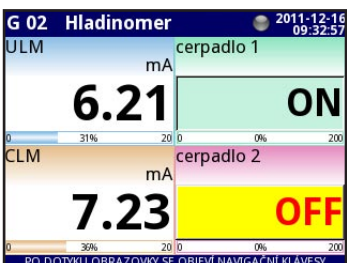 G 02 Hladinomer 2011-12-16
09:32:57
ULM cerpadlo 1
mA
6.21 ON
0 31% 20 0 0% 200
CLM cerpadlo 2
mA
7.23 OFF
0 36% 20 0 0% 200
PO DOTYKU OBRAZOVKY SE OBJEVÍ NAVIGAČNÍ KLÁVESY